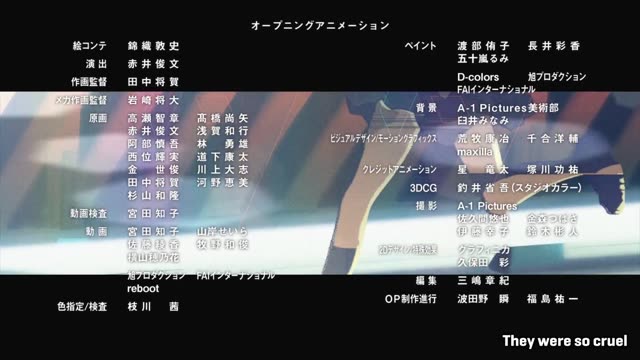 オープニングアニメーション
絵コンテ 錦織敦史
演出 赤井俊文
作画監督 田中将賀
メカ作画監督 岩崎将大
原画 高瀬智章 髙橋尚矢
赤井俊文 浅賀和行
阿部慎吾 林勇雄
西位輝実 道下康太
金世俊 川上大志
田中将賀 河野恵美
杉山和隆
動画検査 宮田知子
動画 宮田知子 山岸せいら
佐藤綾香 牧野和俊
横山穂乃花
旭プロダクション FAIインターナショナル
reboot
色指定/検査 枝川茜
ペイント 渡部侑子 長井彩香
五十嵐るみ
D-colors 旭プロダクション
FAIインターナショナル
背景 A-1 Pictures美術部
臼井みなみ
ビジュアルデザイン/モーショングラフィックス 荒牧康治 千合洋輔
maxilla
クレジットアニメーション 星竜太 塚川功祐
3DCG 釣井省吾(スタジオカラー)
撮影 A-1 Pictures
佐久間悠也 金森つばさ
伊藤幸子 鈴木彬人
2Dデザイン/特殊効果 グラフィニカ
久保田彩
編集 三嶋章紀
OP制作進行 波田野瞬 福島祐一
They were so cruel